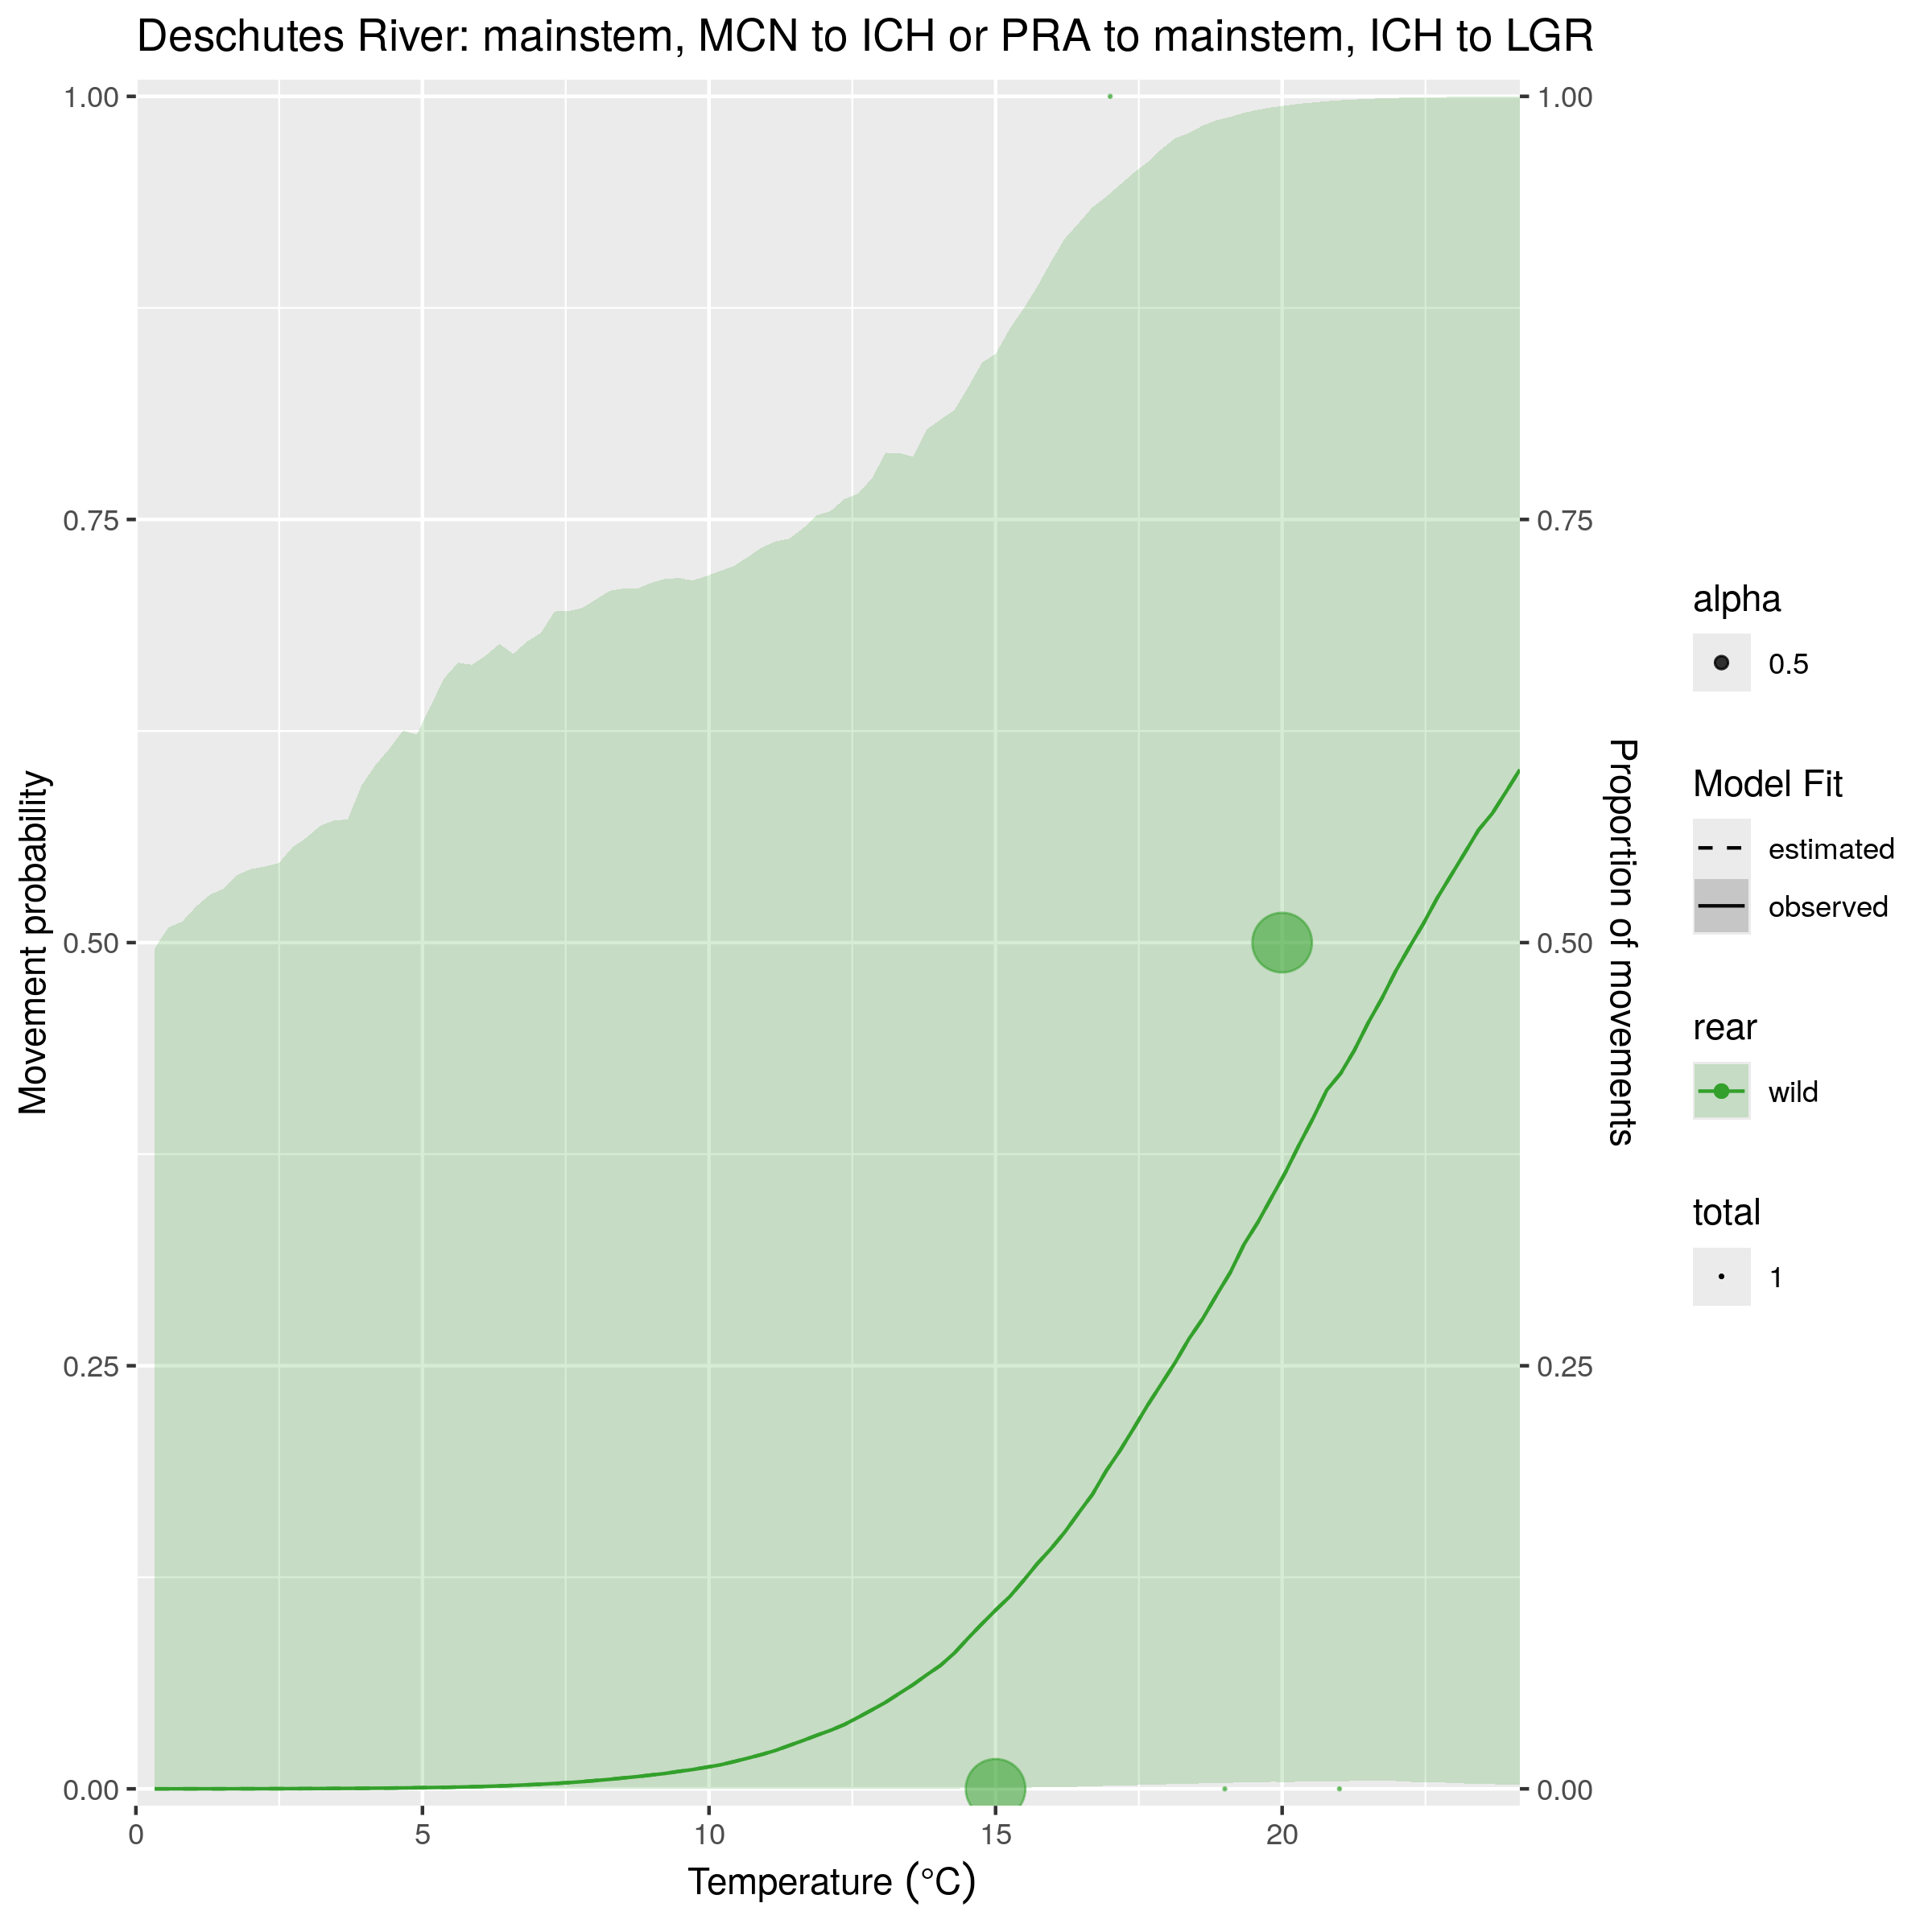 Deschutes River: mainstem, MCN to ICH or PRA to mainstem, ICH to LGR
1.00
0.75
0.50
0.25
0.00
Movement probability
0
5
10
15
20
Temperature (°C)
1.00
0.75
0.50
0.25
0.00
Proportion of movements
alpha
0.5
Model Fit
estimated
observed
rear
wild
total
1